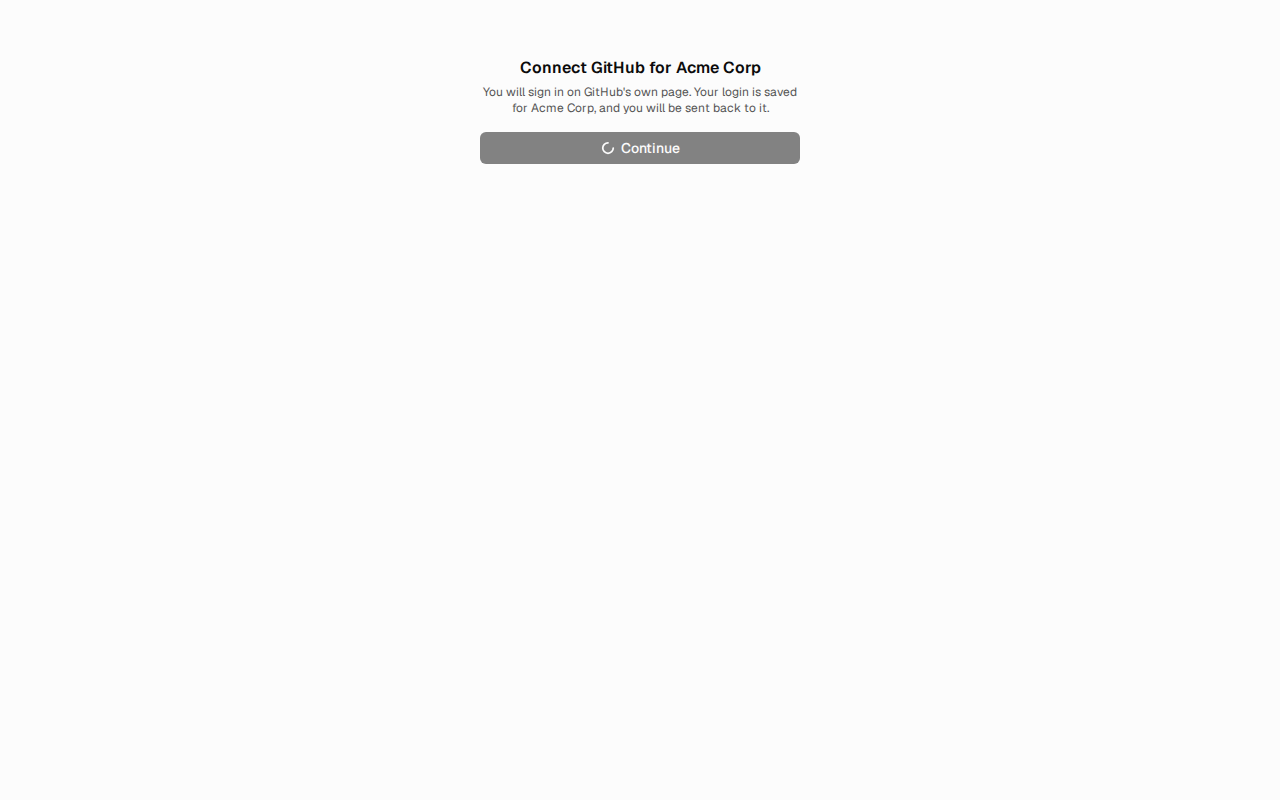 Connect GitHub for Acme Corp
You will sign in on GitHub's own page. Your login is saved
for Acme Corp, and you will be sent back to it.
Continue